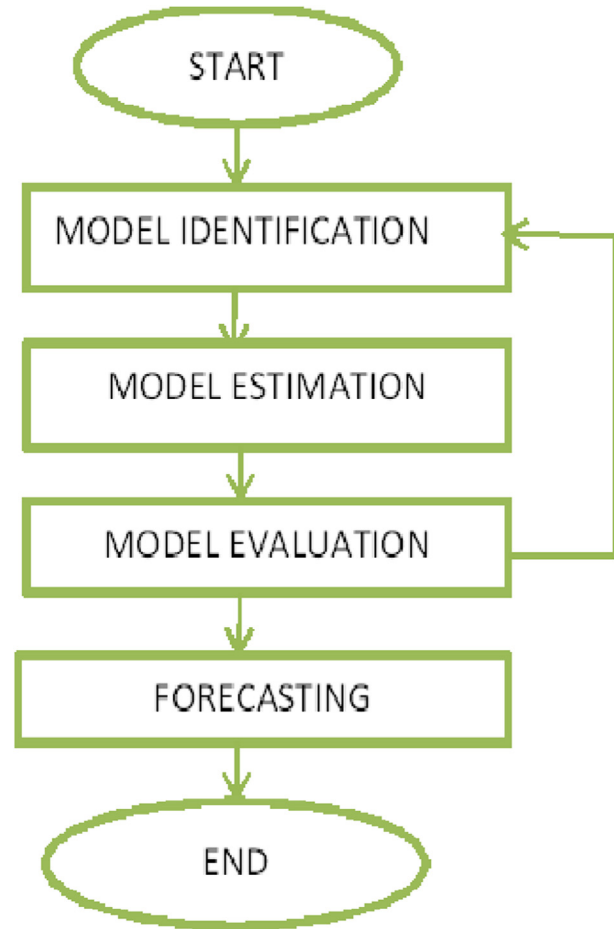 START
MODEL IDENTIFICATION
MODEL ESTIMATION
MODEL EVALUATION
FORECASTING
END